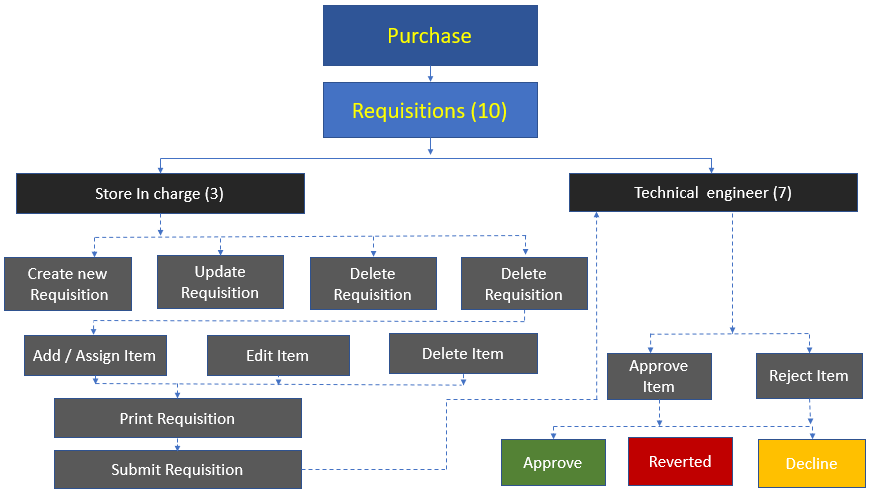 Purchase
Requisitions (10)
Store In charge (3)
Technical engineer (7)
Create new
Requisition
Update
Requisition
Delete
Requisition
Delete
Requisition
Add / Assign Item
Edit Item
Delete Item
Approve
Item
Reject Item
Print Requisition
Submit Requisition
Approve
Reverted
Decline